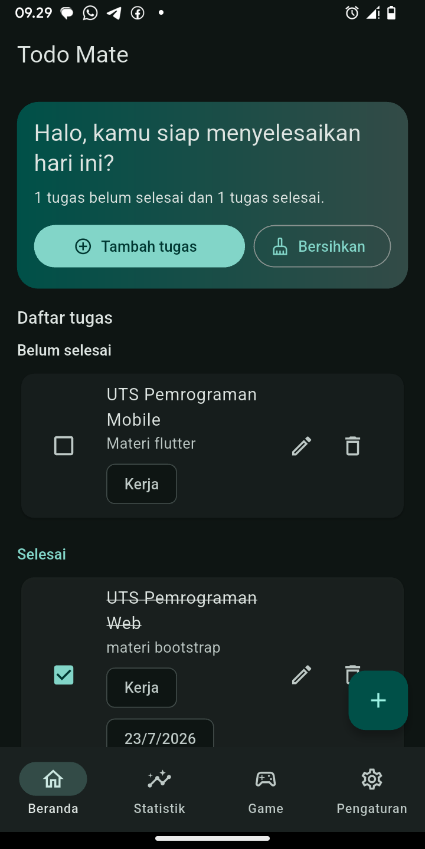 09.29
Todo Mate
Halo, kamu siap menyelesaikan
hari ini?
1 tugas belum selesai dan 1 tugas selesai.
Tambah tugas
Bersihkan
Daftar tugas
Belum selesai
UTS Pemrograman
Mobile
Materi flutter
Kerja
Selesai
UTS Pemrograman
Web
materi bootstrap
Kerja
23/7/2026
Beranda
Statistik
Game
Pengaturan